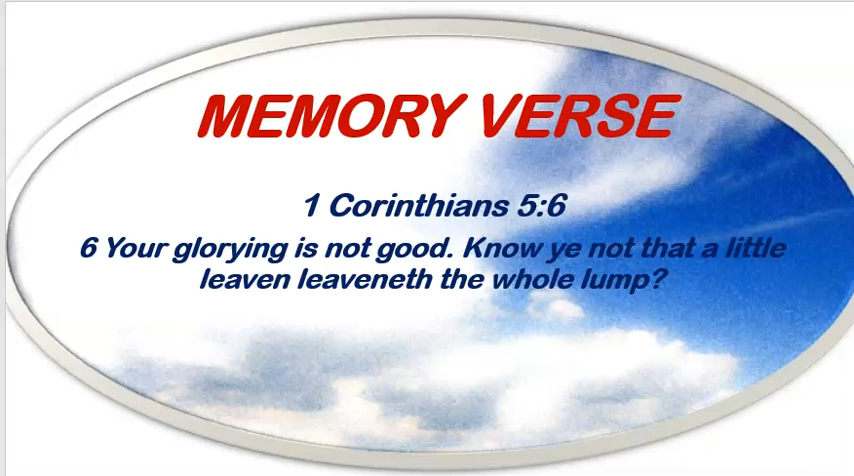 MEMORY VERSE
1 Corinthians 5:6
6 Your glorying is not good. Know ye not that a little
leaven leaveneth the whole lump?